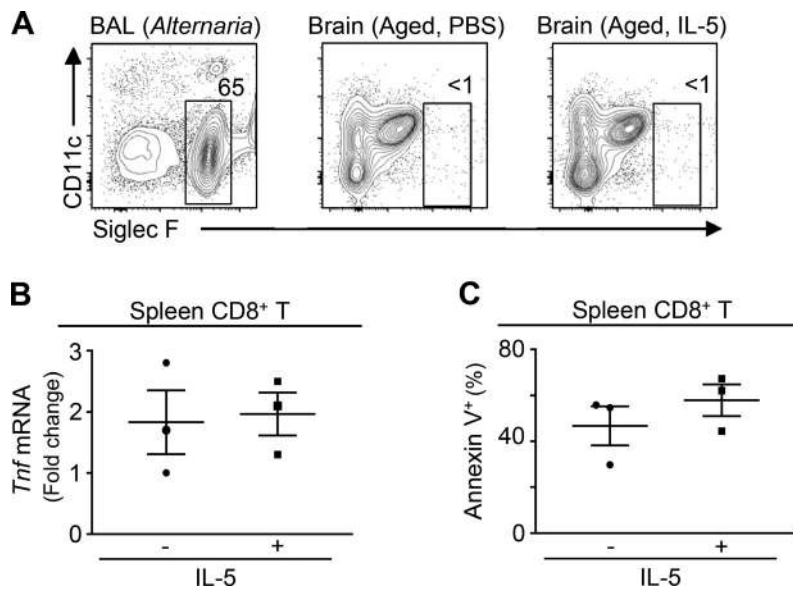 A
BAL (Alternaria) Brain (Aged, PBS) Brain (Aged, IL-5)
65 <1 <1
CD11c
Siglec F
B
Spleen CD8⁺ T
Tnf mRNA
(Fold change)
3
2
1
0
- +
IL-5
C
Spleen CD8⁺ T
Annexin V⁺ (%)
80
40
0
- +
IL-5